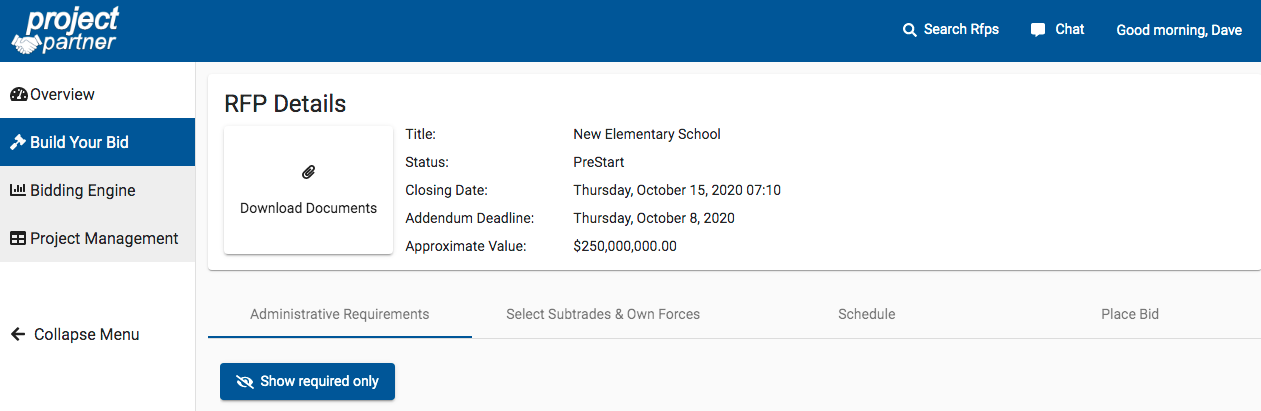 project
partner
Search Rfps
Chat
Good morning, Dave
Overview
Build Your Bid
Bidding Engine
Project Management
Collapse Menu
RFP Details
Download Documents
Title: New Elementary School
Status: PreStart
Closing Date: Thursday, October 15, 2020 07:10
Addendum Deadline: Thursday, October 8, 2020
Approximate Value: $250,000,000.00
Administrative Requirements
Select Subtrades & Own Forces
Schedule
Place Bid
Show required only